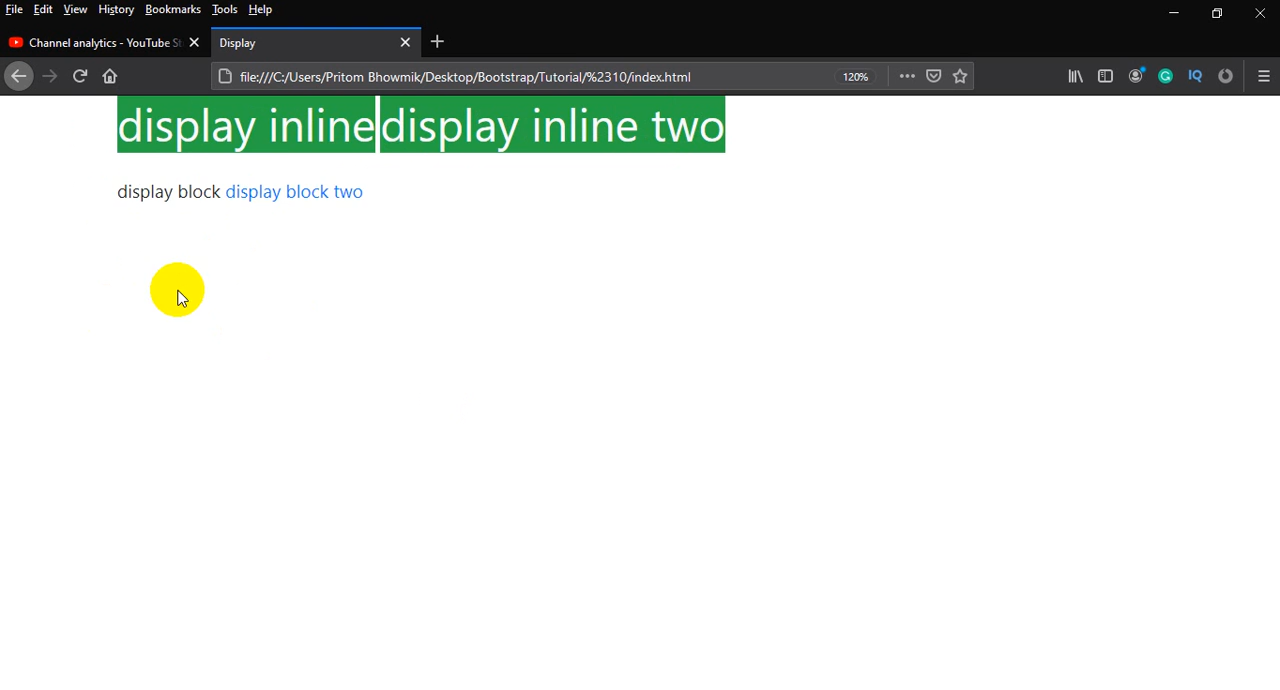 File Edit View History Bookmarks Tools Help
Channel analytics - YouTube St
Display
file:///C:/Users/Pritom Bhowmik/Desktop/Bootstrap/Tutorial/%2310/index.html
120%
IQ
display inline display inline two
display block display block two